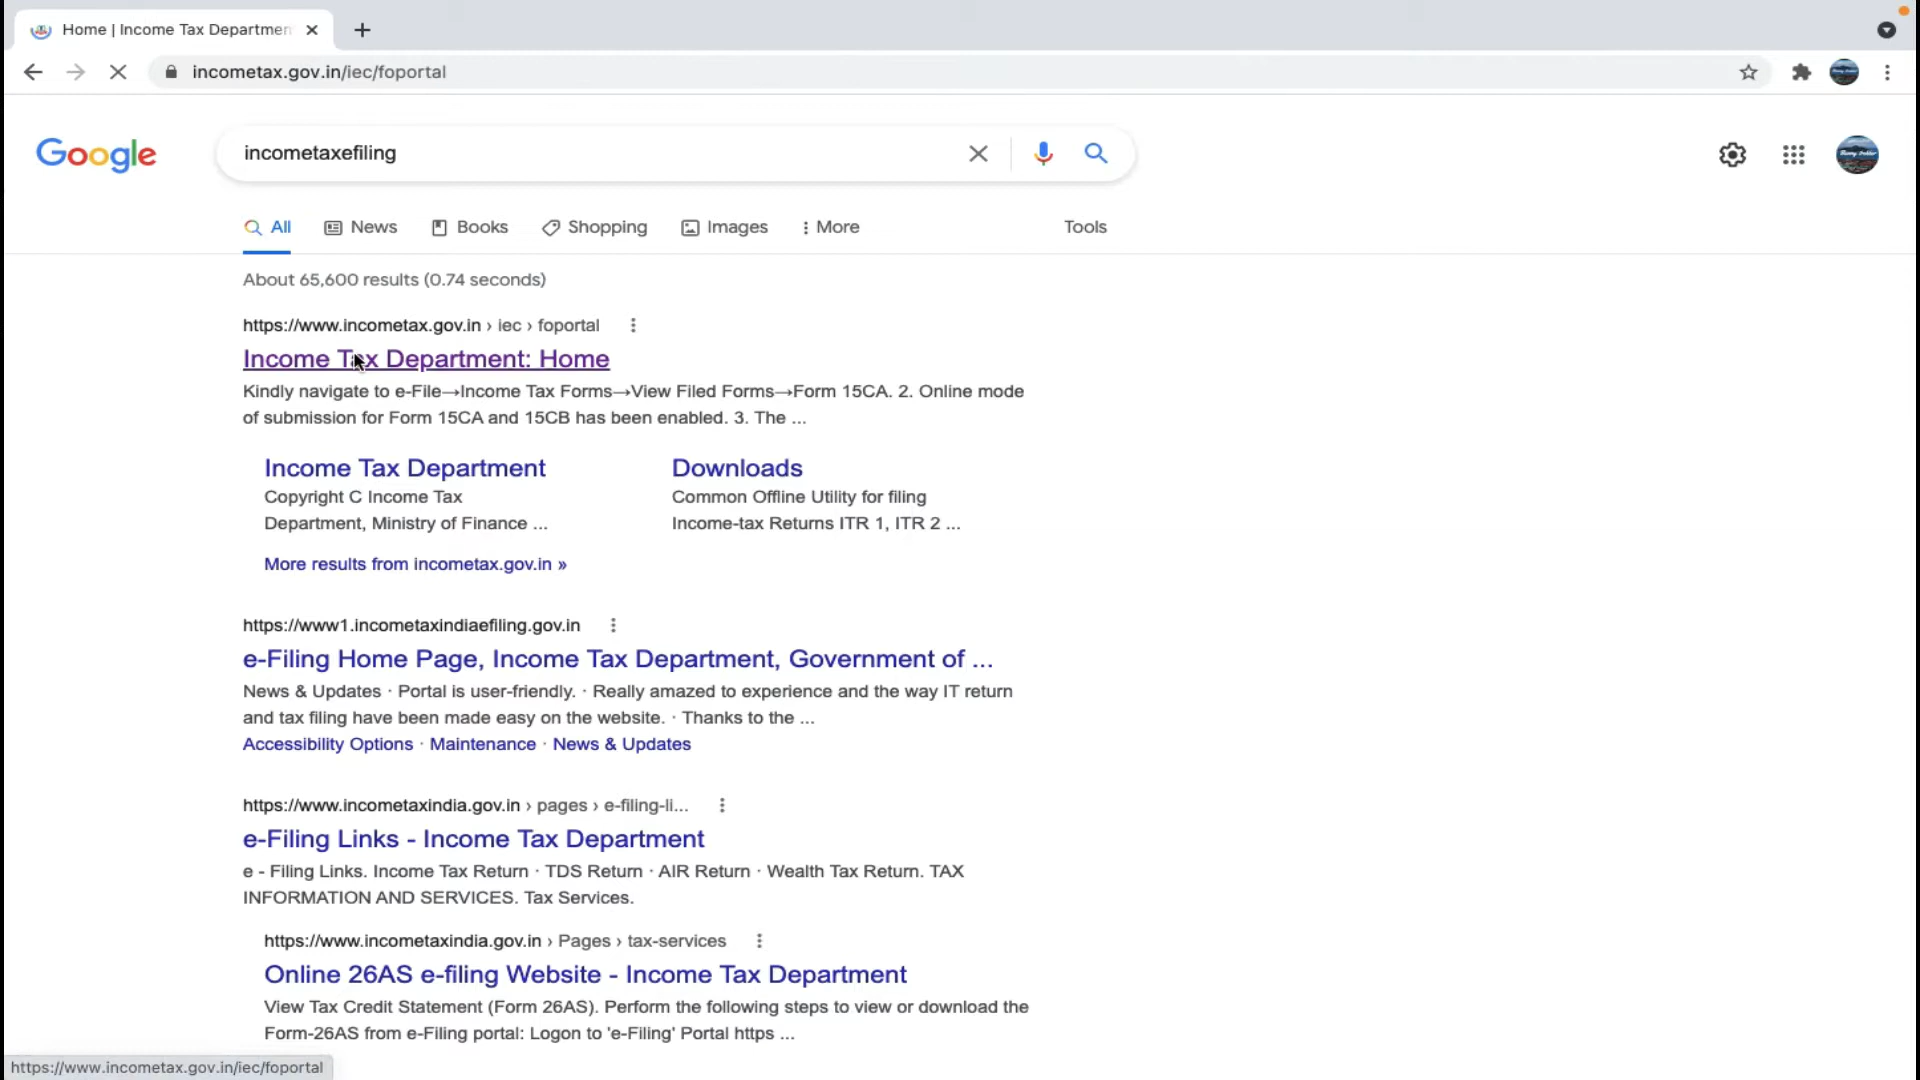 Home | Income Tax Departmen
incometax.gov.in/iec/foportal
Google
incometaxefiling
All
News
Books
Shopping
Images
More
Tools
About 65,600 results (0.74 seconds)
https://www.incometax.gov.in › iec › foportal
Income Tax Department: Home
Kindly navigate to e-File→Income Tax Forms→View Filed Forms→Form 15CA. 2. Online mode
of submission for Form 15CA and 15CB has been enabled. 3. The ...
Income Tax Department
Copyright C Income Tax
Department, Ministry of Finance ...
Downloads
Common Offline Utility for filing
Income-tax Returns ITR 1, ITR 2 ...
More results from incometax.gov.in »
https://www1.incometaxindiaefiling.gov.in
e-Filing Home Page, Income Tax Department, Government of ...
News & Updates · Portal is user-friendly. · Really amazed to experience and the way IT return
and tax filing have been made easy on the website. · Thanks to the ...
Accessibility Options · Maintenance · News & Updates
https://www.incometaxindia.gov.in › pages › e-filing-li...
e-Filing Links - Income Tax Department
e - Filing Links. Income Tax Return · TDS Return · AIR Return · Wealth Tax Return. TAX
INFORMATION AND SERVICES. Tax Services.
https://www.incometaxindia.gov.in › Pages › tax-services
Online 26AS e-filing Website - Income Tax Department
View Tax Credit Statement (Form 26AS). Perform the following steps to view or download the
Form-26AS from e-Filing portal: Logon to 'e-Filing' Portal https ...
https://www.incometax.gov.in/iec/foportal